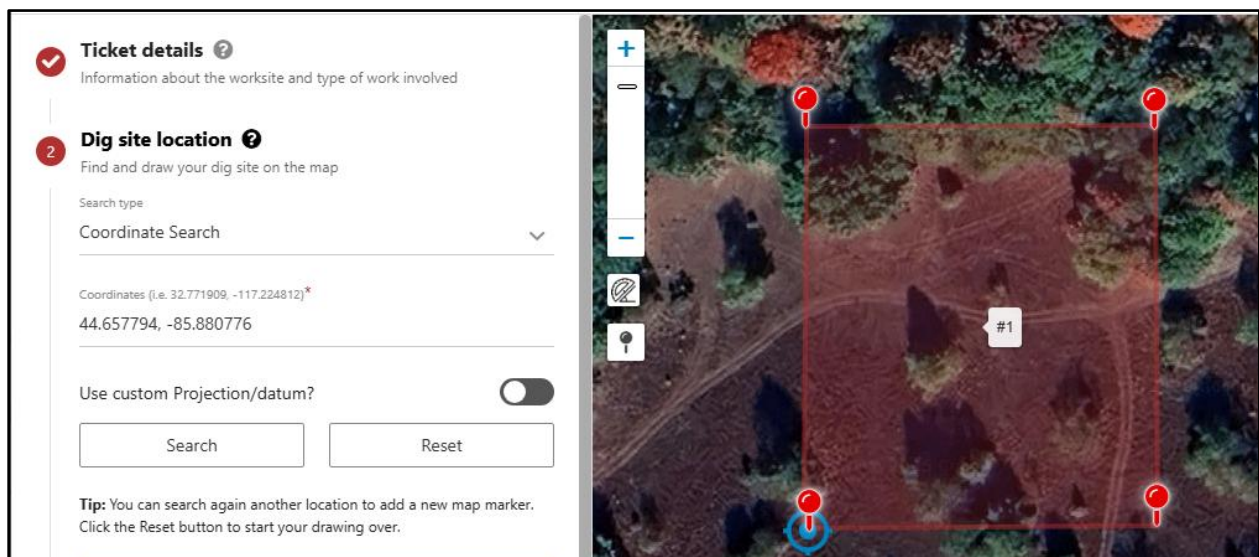 Ticket details ?
Information about the worksite and type of work involved
2 Dig site location ?
Find and draw your dig site on the map
Search type
Coordinate Search
Coordinates (i.e. 32.771909, -117.224812)*
44.657794, -85.880776
Use custom Projection/datum?
Search Reset
Tip: You can search again another location to add a new map marker.
Click the Reset button to start your drawing over.
+
−
#1